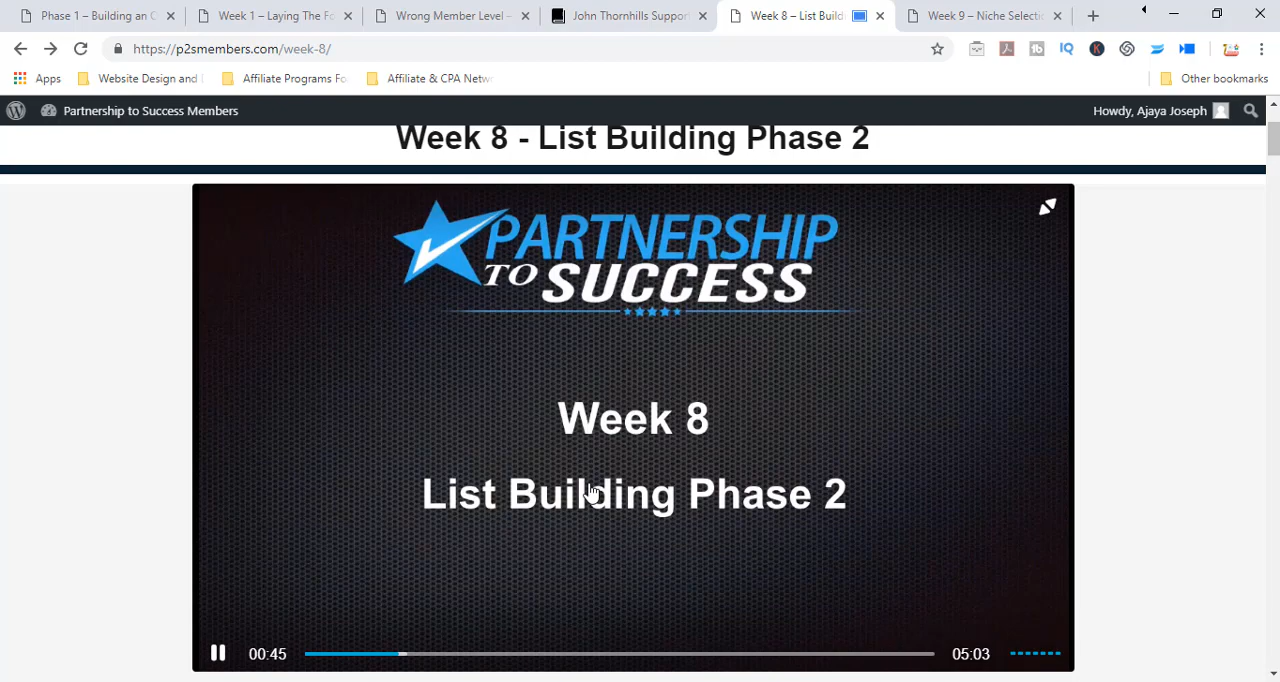 Phase 1 – Building an O
Week 1 – Laying The Fo
Wrong Member Level –
John Thornhills Support
Week 8 – List Buildi
Week 9 – Niche Selecti
https://p2smembers.com/week-8/
Apps
Website Design and
Affiliate Programs Fo
Affiliate & CPA Netw
Other bookmarks
Partnership to Success Members
Howdy, Ajaya Joseph
Week 8 - List Building Phase 2
PARTNERSHIP
TO SUCCESS
Week 8
List Building Phase 2
00:45
05:03